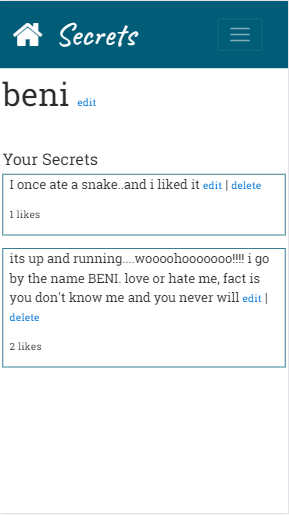 Secrets
beni edit
Your Secrets
I once ate a snake..and i liked it edit | delete
1 likes
its up and running....woooohooooooo!!!! i go
by the name BENI. love or hate me, fact is
you don't know me and you never will edit |
delete
2 likes